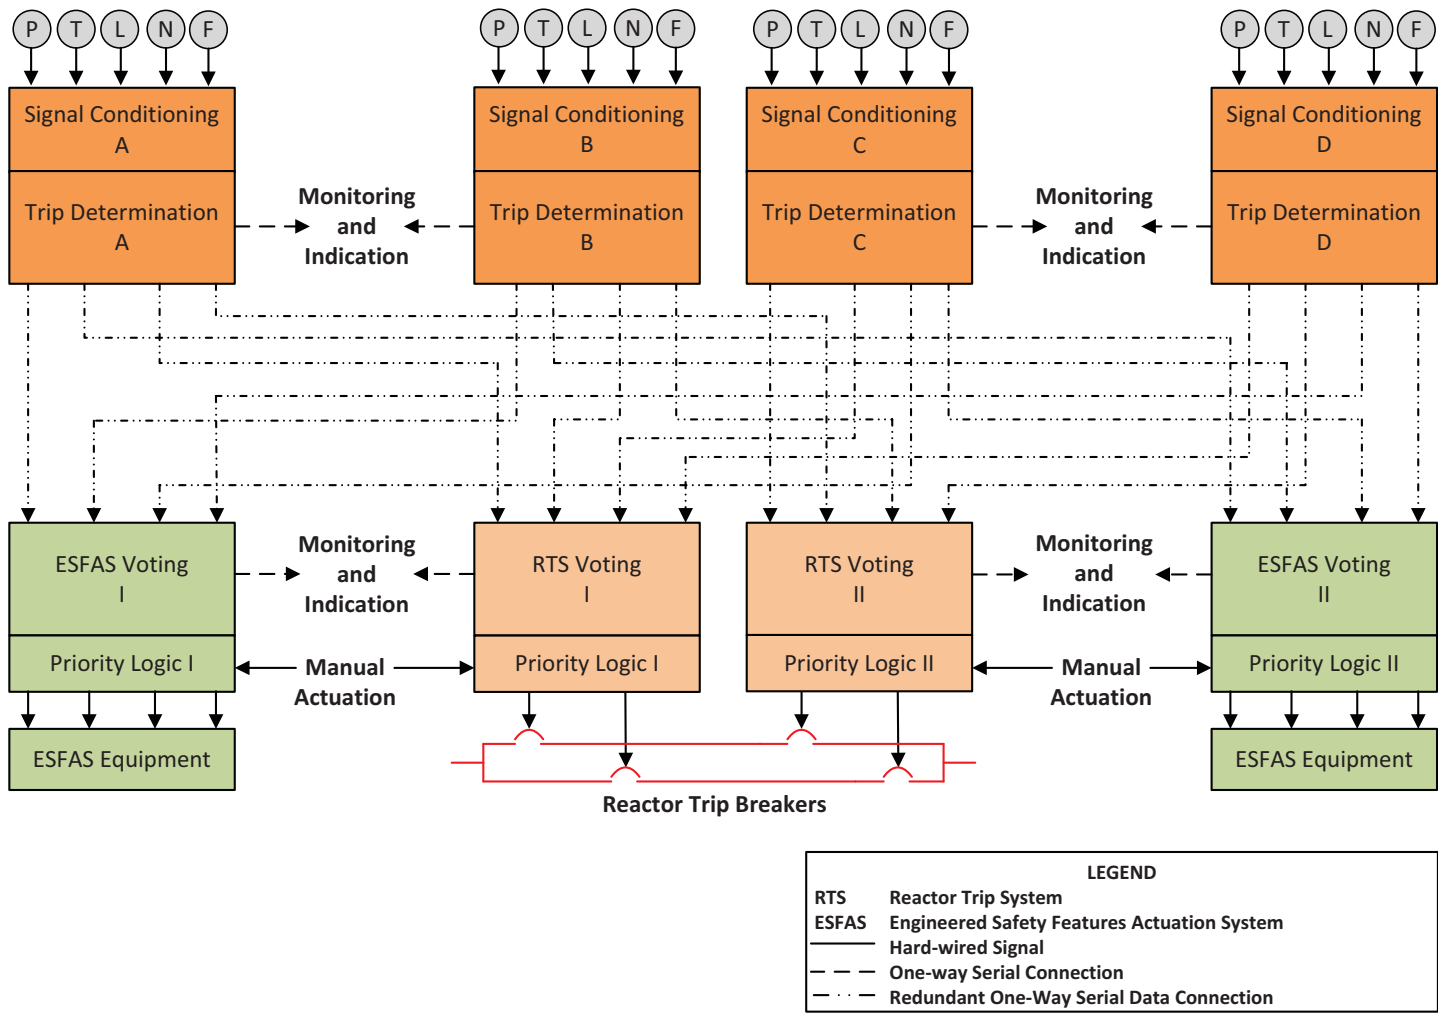 P T L N F
P T L N F
P T L N F
P T L N F
Signal Conditioning
A
Signal Conditioning
B
Signal Conditioning
C
Signal Conditioning
D
Trip Determination
A
Monitoring
and
Indication
Trip Determination
B
Trip Determination
C
Monitoring
and
Indication
Trip Determination
D
ESFAS Voting
I
Monitoring
and
Indication
RTS Voting
I
RTS Voting
II
Monitoring
and
Indication
ESFAS Voting
II
Priority Logic I
Manual
Actuation
Priority Logic I
Priority Logic II
Manual
Actuation
Priority Logic II
ESFAS Equipment
ESFAS Equipment
Reactor Trip Breakers
LEGEND
RTS Reactor Trip System
ESFAS Engineered Safety Features Actuation System
Hard-wired Signal
One-way Serial Connection
Redundant One-Way Serial Data Connection